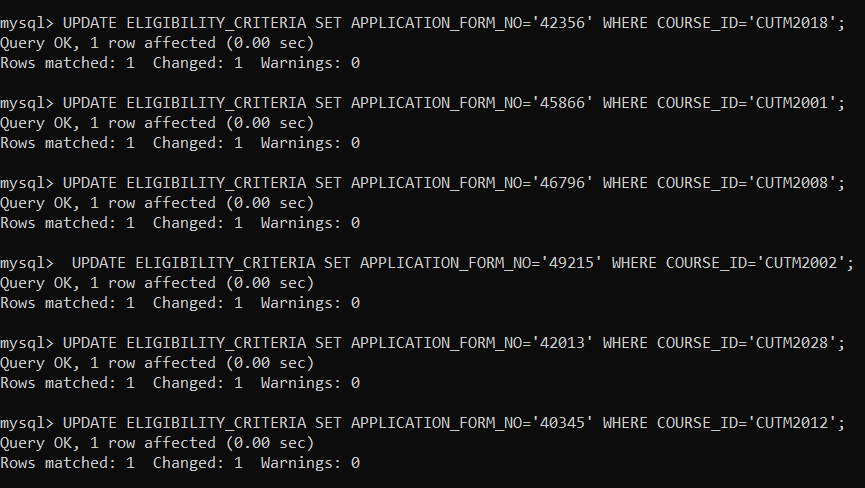 mysql> UPDATE ELIGIBILITY_CRITERIA SET APPLICATION_FORM_NO='42356' WHERE COURSE_ID='CUTM2018';
Query OK, 1 row affected (0.00 sec)
Rows matched: 1  Changed: 1  Warnings: 0
mysql> UPDATE ELIGIBILITY_CRITERIA SET APPLICATION_FORM_NO='45866' WHERE COURSE_ID='CUTM2001';
Query OK, 1 row affected (0.00 sec)
Rows matched: 1  Changed: 1  Warnings: 0
mysql> UPDATE ELIGIBILITY_CRITERIA SET APPLICATION_FORM_NO='46796' WHERE COURSE_ID='CUTM2008';
Query OK, 1 row affected (0.00 sec)
Rows matched: 1  Changed: 1  Warnings: 0
mysql>  UPDATE ELIGIBILITY_CRITERIA SET APPLICATION_FORM_NO='49215' WHERE COURSE_ID='CUTM2002';
Query OK, 1 row affected (0.00 sec)
Rows matched: 1  Changed: 1  Warnings: 0
mysql> UPDATE ELIGIBILITY_CRITERIA SET APPLICATION_FORM_NO='42013' WHERE COURSE_ID='CUTM2028';
Query OK, 1 row affected (0.00 sec)
Rows matched: 1  Changed: 1  Warnings: 0
mysql> UPDATE ELIGIBILITY_CRITERIA SET APPLICATION_FORM_NO='40345' WHERE COURSE_ID='CUTM2012';
Query OK, 1 row affected (0.00 sec)
Rows matched: 1  Changed: 1  Warnings: 0